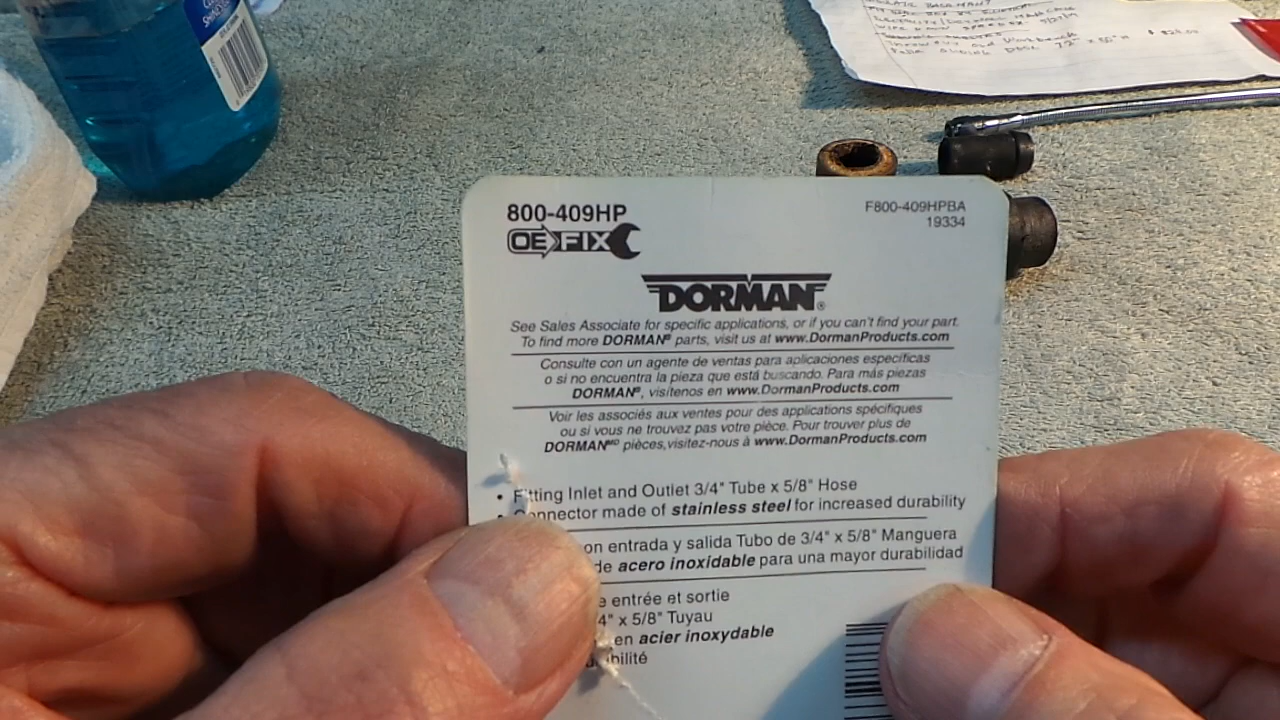 800-409HP
OE FIX
F800-409HPBA
19334
DORMAN®
See Sales Associate for specific applications, or if you can't find your part.
To find more DORMAN® parts, visit us at www.DormanProducts.com
Consulte con un agente de ventas para aplicaciones específicas
o si no encuentra la pieza que está buscando. Para más piezas
DORMAN®, visítenos en www.DormanProducts.com
Voir les associés aux ventes pour des applications spécifiques
ou si vous ne trouvez pas votre pièce. Pour trouver plus de
DORMANᴹᴰ pièces,visitez-nous à www.DormanProducts.com
• Fitting Inlet and Outlet 3/4" Tube x 5/8" Hose
• Connector made of stainless steel for increased durability
on entrada y salida Tubo de 3/4" x 5/8" Manguera
de acero inoxidable para una mayor durabilidad
e entrée et sortie
4" x 5/8" Tuyau
en acier inoxydable
bilité